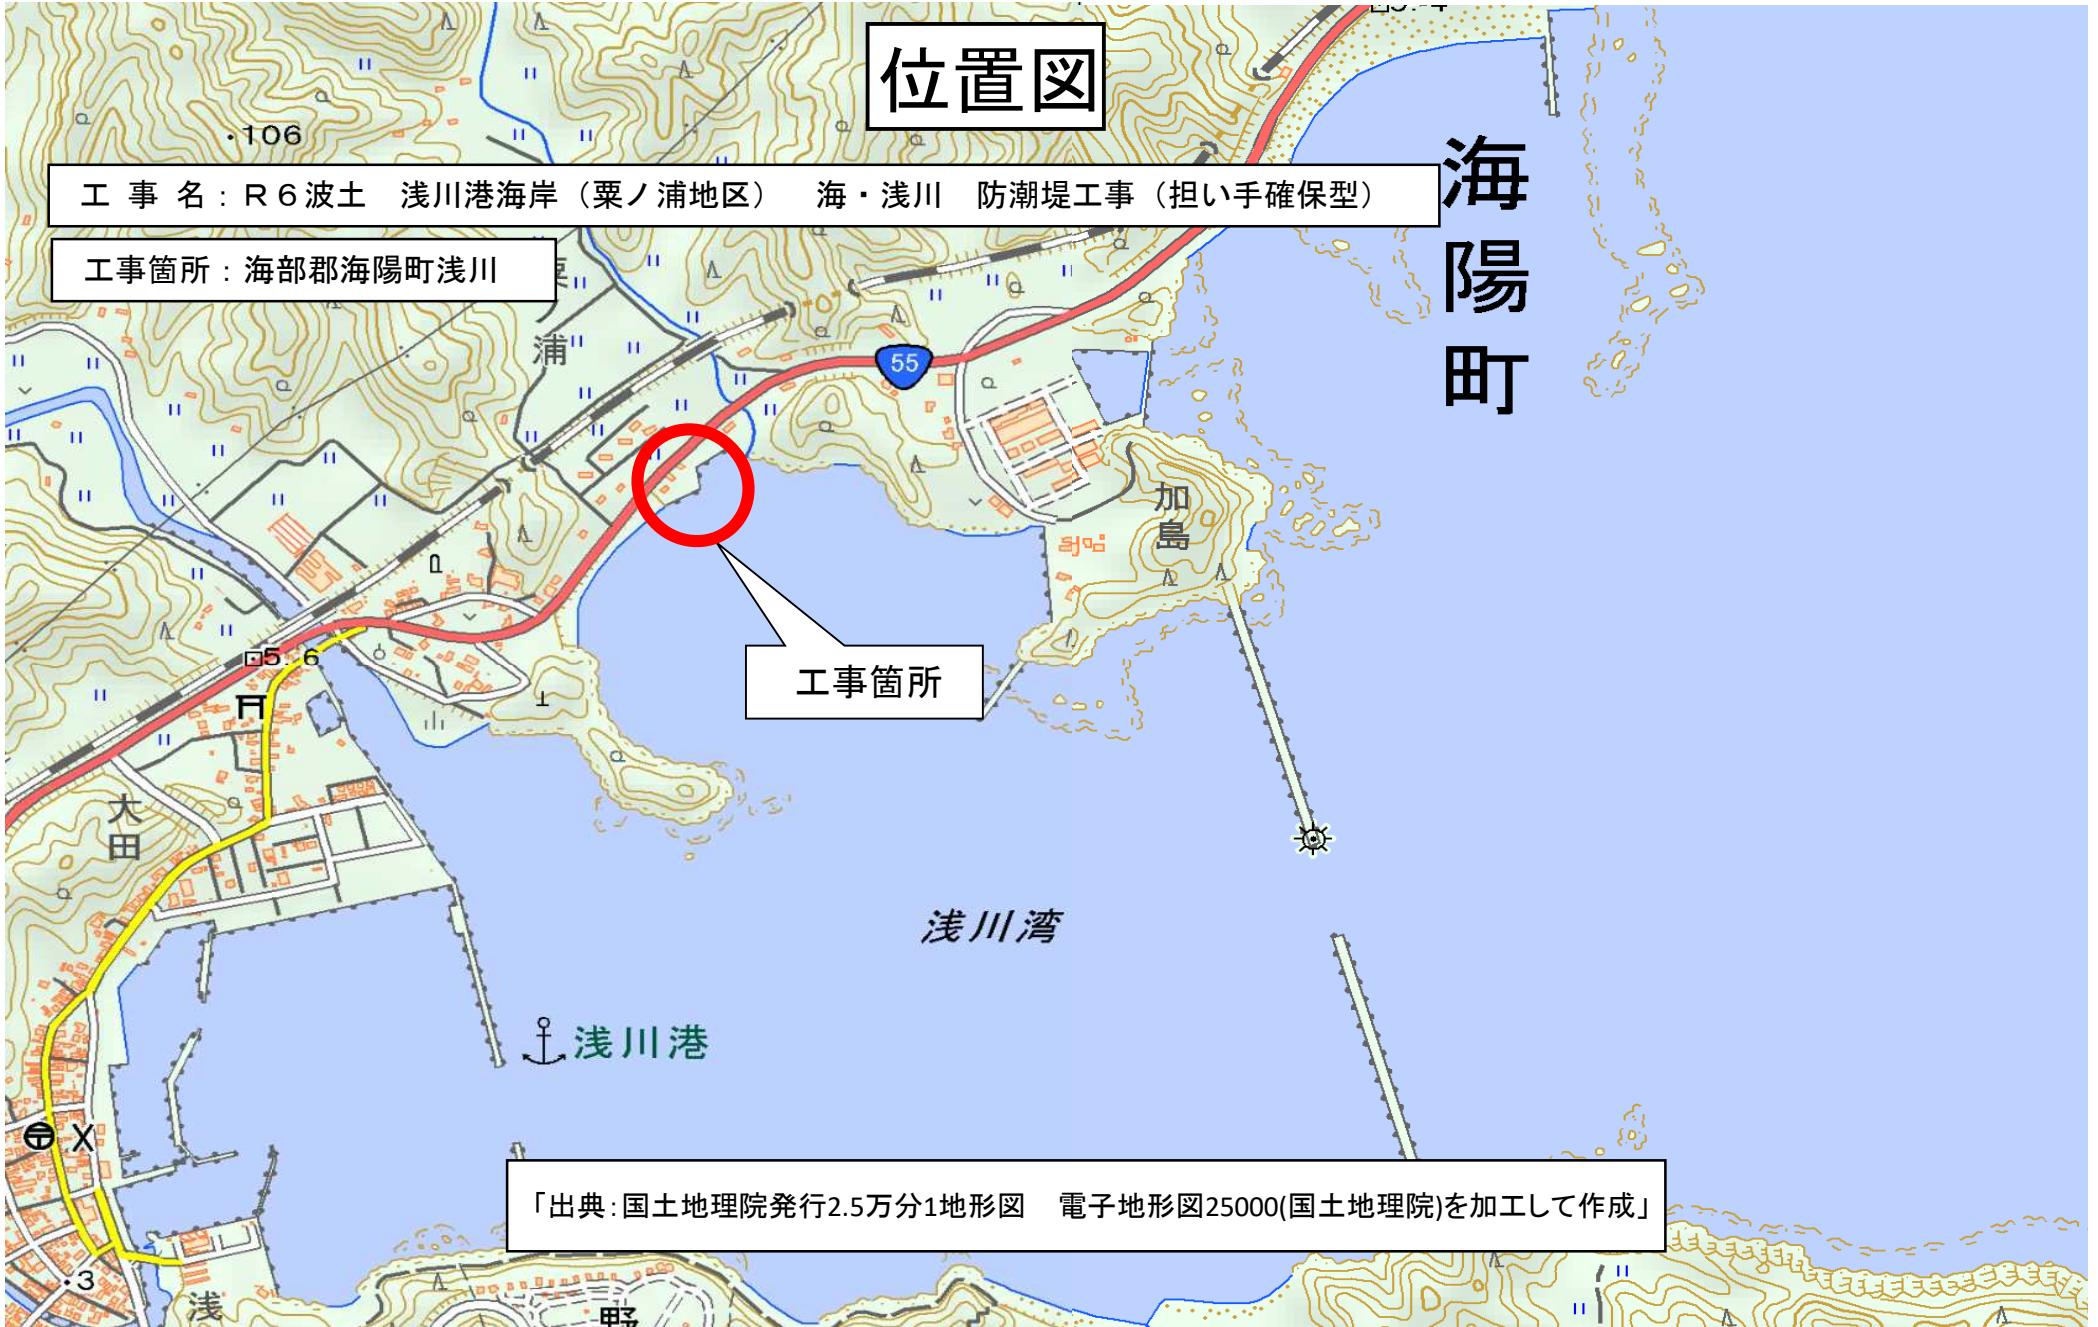 位置図
・106
工 事 名：Ｒ６波土　浅川港海岸（粟ノ浦地区）　海・浅川　防潮堤工事（担い手確保型）
工事箇所：海部郡海陽町浅川
海陽町
ノ浦
55
加島
工事箇所
5.6
大田
浅川湾
浅川港
「出典：国土地理院発行2.5万分1地形図　電子地形図25000(国土地理院)を加工して作成」
・3
浅
野